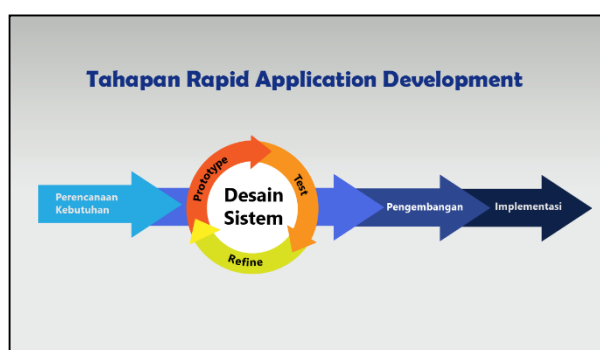 Tahapan Rapid Application Development
Perencanaan
Kebutuhan
Prototype
Test
Refine
Desain
Sistem
Pengembangan
Implementasi